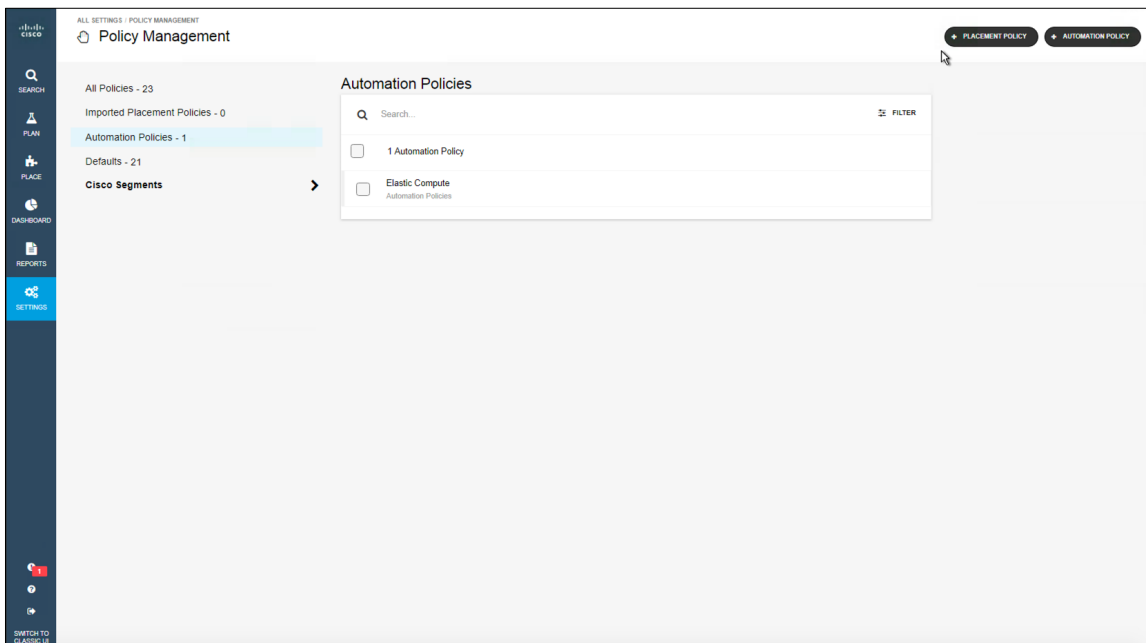 CISCO
ALL SETTINGS / POLICY MANAGEMENT
Policy Management
+ PLACEMENT POLICY
+ AUTOMATION POLICY
SEARCH
PLAN
PLACE
DASHBOARD
REPORTS
SETTINGS
1
SWITCH TO
CLASSIC UI
All Policies - 23
Imported Placement Policies - 0
Automation Policies - 1
Defaults - 21
Cisco Segments
Automation Policies
Search...
FILTER
1 Automation Policy
Elastic Compute
Automation Policies